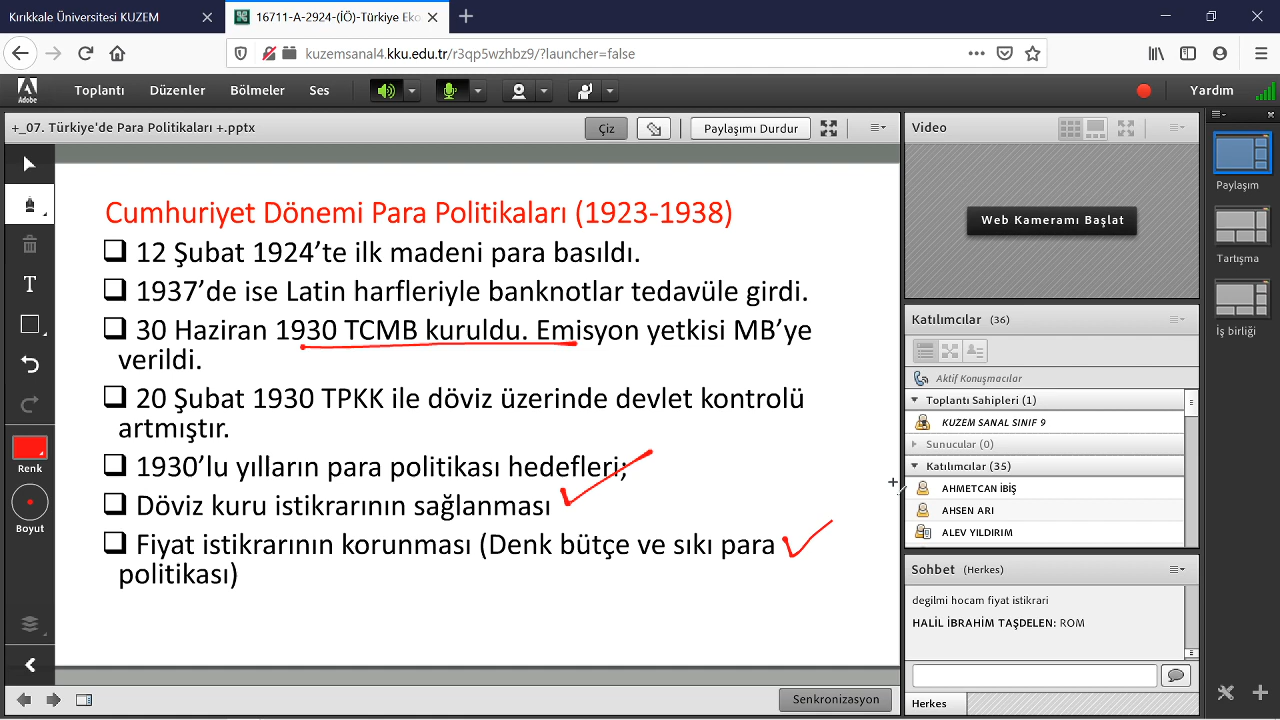 Kırıkkale Üniversitesi KUZEM
16711-A-2924-(İÖ)-Türkiye Eko
kuzemsanal4.kku.edu.tr/r3qp5wzhbz9/?launcher=false
Adobe
Toplantı Düzenler Bölmeler Ses Yardım
+_07. Türkiye'de Para Politikaları +.pptx
Çiz
Paylaşımı Durdur
Cumhuriyet Dönemi Para Politikaları (1923-1938)
12 Şubat 1924’te ilk madeni para basıldı.
1937’de ise Latin harfleriyle banknotlar tedavüle girdi.
30 Haziran 1930 TCMB kuruldu. Emisyon yetkisi MB’ye
verildi.
20 Şubat 1930 TPKK ile döviz üzerinde devlet kontrolü
artmıştır.
1930’lu yılların para politikası hedefleri;
Döviz kuru istikrarının sağlanması
Fiyat istikrarının korunması (Denk bütçe ve sıkı para
politikası)
T
Renk
Boyut
Senkronizasyon
Video
Web Kameramı Başlat
Katılımcılar (36)
Aktif Konuşmacılar
Toplantı Sahipleri (1)
KUZEM SANAL SINIF 9
Sunucular (0)
Katılımcılar (35)
AHMETCAN İBİŞ
AHSEN ARI
ALEV YILDIRIM
Sohbet (Herkes)
degilmi hocam fiyat istikrari
HALİL İBRAHİM TAŞDELEN: ROM
Herkes
Paylaşım
Tartışma
İş birliği